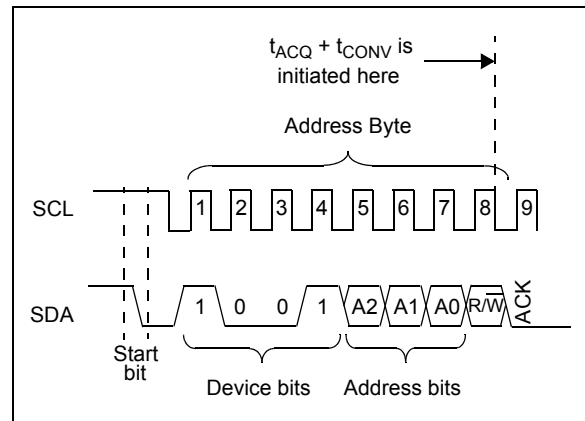 tACQ + tCONV is
initiated here
Address Byte
SCL 1 2 3 4 5 6 7 8 9
SDA 1 0 0 1 A2 A1 A0 R/W̅ ACK
Start
bit
Device bits Address bits